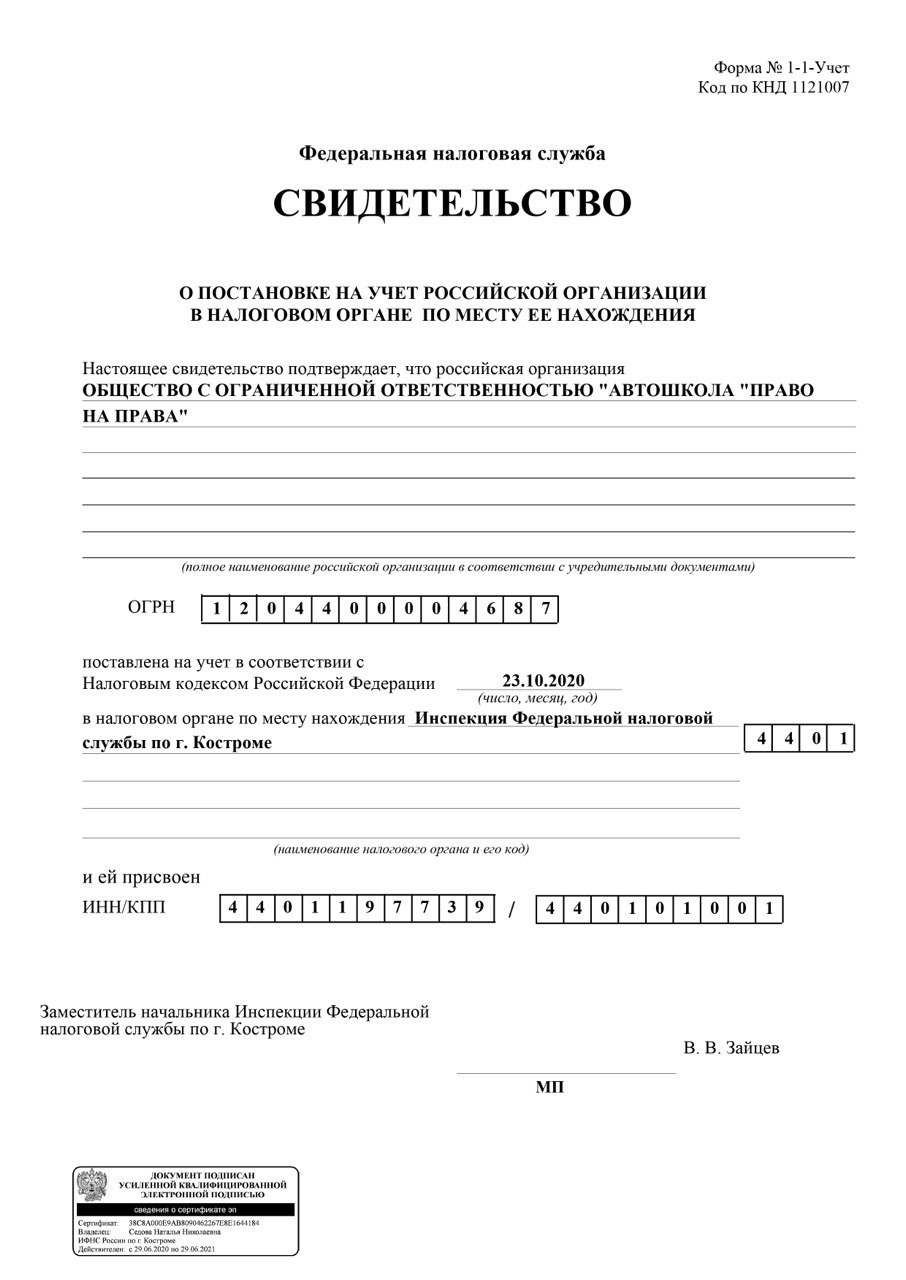 Форма № 1-1-Учет
Код по КНД 1121007
Федеральная налоговая служба
СВИДЕТЕЛЬСТВО
О ПОСТАНОВКЕ НА УЧЕТ РОССИЙСКОЙ ОРГАНИЗАЦИИ
В НАЛОГОВОМ ОРГАНЕ ПО МЕСТУ ЕЕ НАХОЖДЕНИЯ
Настоящее свидетельство подтверждает, что российская организация
ОБЩЕСТВО С ОГРАНИЧЕННОЙ ОТВЕТСТВЕННОСТЬЮ "АВТОШКОЛА "ПРАВО
НА ПРАВА"
(полное наименование российской организации в соответствии с учредительными документами)
ОГРН 1 2 0 4 4 0 0 0 0 4 6 8 7
поставлена на учет в соответствии с
Налоговым кодексом Российской Федерации 23.10.2020
(число, месяц, год)
в налоговом органе по месту нахождения Инспекция Федеральной налоговой
службы по г. Костроме 4 4 0 1
(наименование налогового органа и его код)
и ей присвоен
ИНН/КПП 4 4 0 1 1 9 7 7 3 9 / 4 4 0 1 0 1 0 0 1
Заместитель начальника Инспекции Федеральной
налоговой службы по г. Костроме
В. В. Зайцев
МП
ДОКУМЕНТ ПОДПИСАН
УСИЛЕННОЙ КВАЛИФИЦИРОВАННОЙ
ЭЛЕКТРОННОЙ ПОДПИСЬЮ
сведения о сертификате эп
Сертификат: 38C8A000E9AB8090462267E8E1644184
Владелец: Седова Наталья Николаевна
ИФНС России по г. Костроме
Действителен: с 29.06.2020 по 29.06.2021